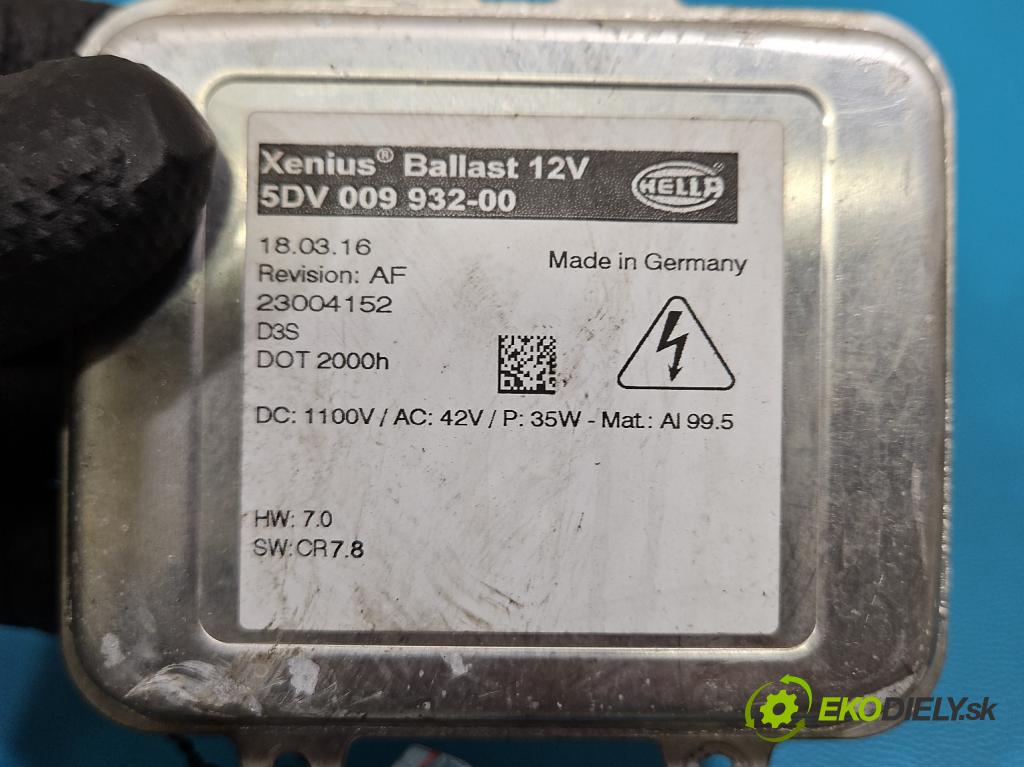 Xenius® Ballast 12V
5DV 009 932-00
HELLA
18.03.16
Made in Germany
Revision: AF
23004152
D3S
DOT 2000h
DC: 1100V / AC: 42V / P: 35W - Mat.: Al 99.5
HW: 7.0
SW:CR7.8
EKODIELY.sk